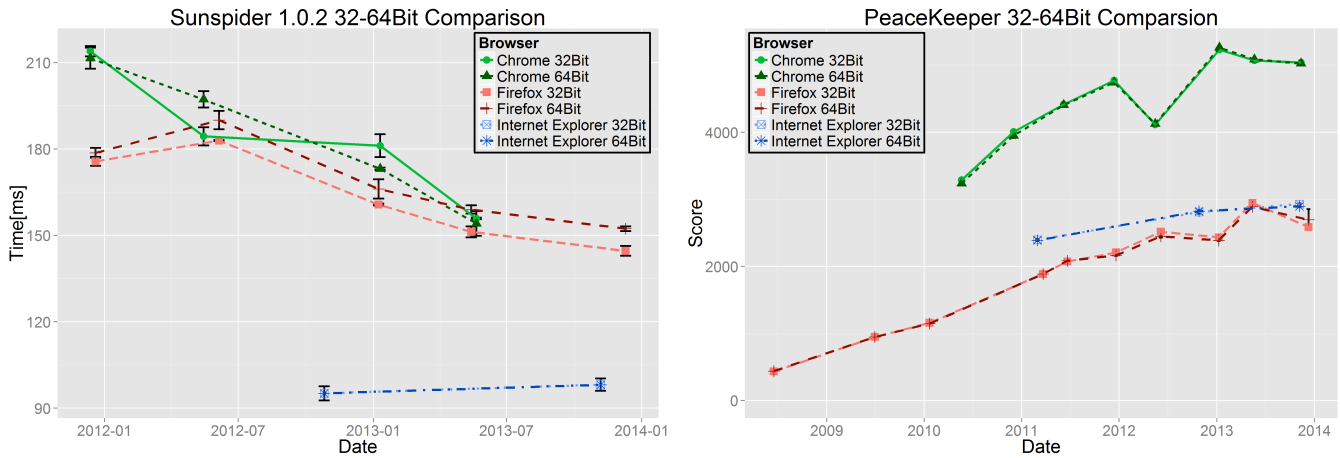 Sunspider 1.0.2 32-64Bit Comparison
Time[ms]
210
180
150
120
90
Browser
Chrome 32Bit
Chrome 64Bit
Firefox 32Bit
Firefox 64Bit
Internet Explorer 32Bit
Internet Explorer 64Bit
2012-01 2012-07 2013-01 2013-07 2014-01
Date
PeaceKeeper 32-64Bit Comparsion
Score
4000
2000
0
Browser
Chrome 32Bit
Chrome 64Bit
Firefox 32Bit
Firefox 64Bit
Internet Explorer 32Bit
Internet Explorer 64Bit
2009 2010 2011 2012 2013 2014
Date